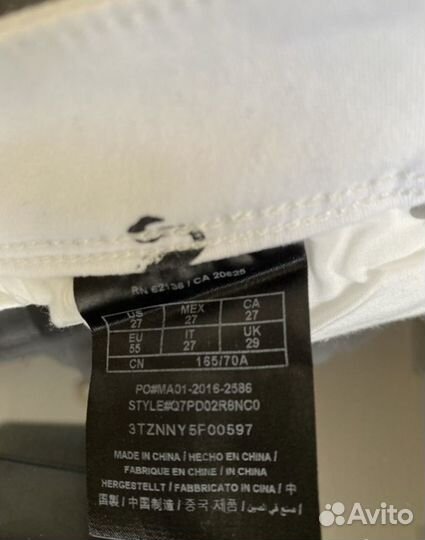 RN 62136 / CA 20625
US MEX CA
27 27 27
EU IT UK
55 27 29
CN 165/70A
PO#MA01-2016-2586
STYLE#Q7PD02R8NC0
3TZNNY5F00597
MADE IN CHINA / HECHO EN CHINA /
FABRIQUE EN CHINE / IN CHINA
HERGESTELLT / FABBRICATO IN CINA / 中
国製 / 中国制造 / 중국 제품 / صنع في الصين
Avito